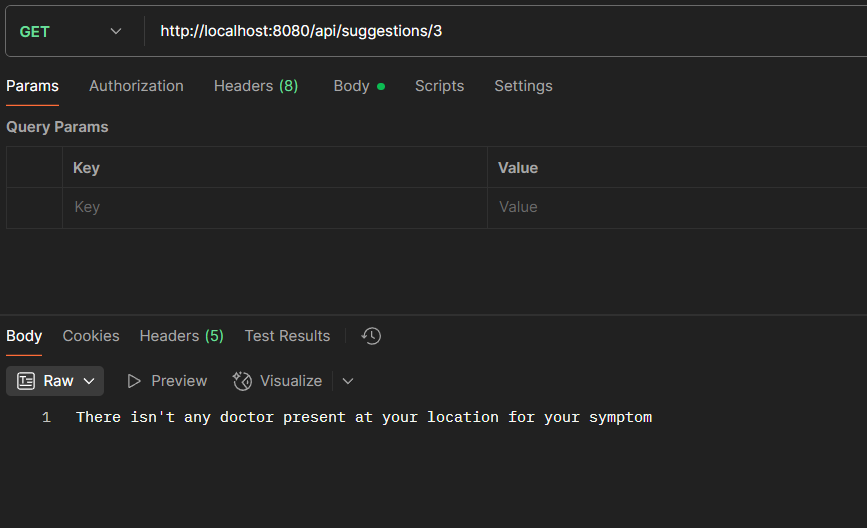 GET http://localhost:8080/api/suggestions/3
Params Authorization Headers (8) Body Scripts Settings
Query Params
Key Value
Key Value
Body Cookies Headers (5) Test Results
Raw Preview Visualize
1 There isn't any doctor present at your location for your symptom